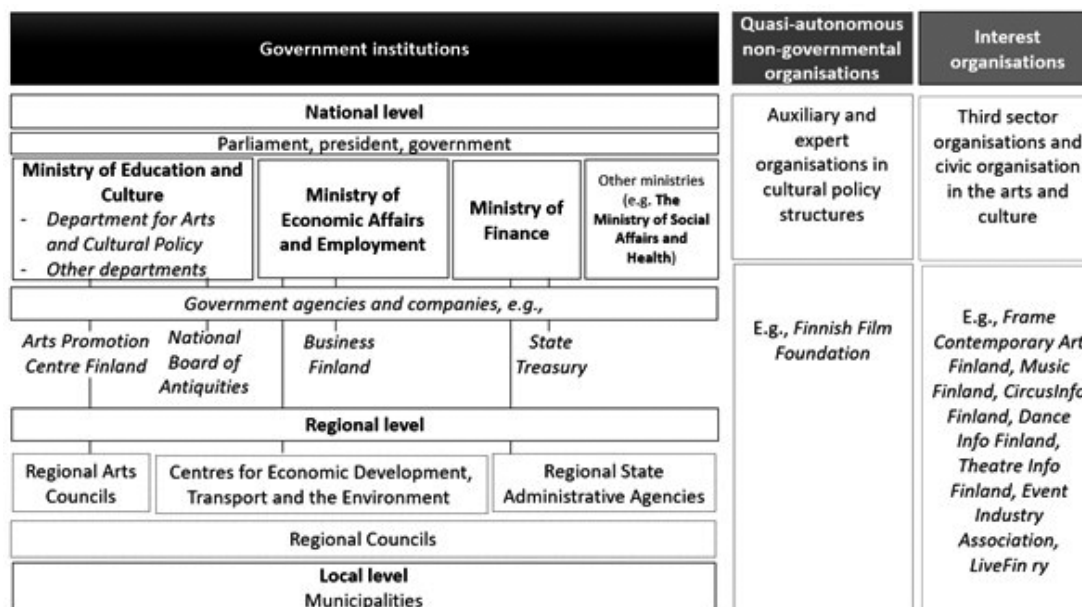 Government institutions
Quasi-autonomous
non-governmental
organisations
Interest
organisations
National level
Parliament, president, government
Ministry of Education and
Culture
- Department for Arts
and Cultural Policy
- Other departments
Ministry of
Economic Affairs
and Employment
Ministry of
Finance
Other ministries
(e.g. The
Ministry of Social
Affairs and
Health)
Auxiliary and
expert
organisations in
cultural policy
structures
Third sector
organisations and
civic organisation
in the arts and
culture
Government agencies and companies, e.g.,
Arts Promotion
Centre Finland
National
Board of
Antiquities
Business
Finland
State
Treasury
E.g., Finnish Film
Foundation
E.g., Frame
Contemporary Art
Finland, Music
Finland, CircusInfo
Finland, Dance
Info Finland,
Theatre Info
Finland, Event
Industry
Association,
LiveFin ry
Regional level
Regional Arts
Councils
Centres for Economic Development,
Transport and the Environment
Regional State
Administrative Agencies
Regional Councils
Local level
Municipalities